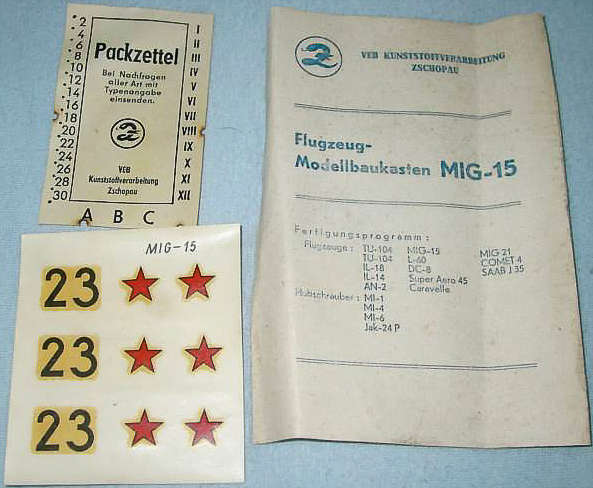 Packzettel
Bei Nachfragen
aller Art mit
Typenangabe
einsenden.
VEB
Kunststoffverarbeitung
Zschopau
2
4
6
8
10
12
14
16
18
20
22
24
26
28
30
I
II
III
IV
V
VI
VII
VIII
IX
X
XI
XII
A B C
MIG-15
23
23
23
VEB KUNSTSTOFFVERARBEITUNG
ZSCHOPAU
Flugzeug-
Modellbaukasten MIG-15
Fertigungsprogramm :
Flugzeuge : TU-104 MIG-15 MIG 21
TU-104 L-60 COMET 4
IL-18 DC-8 SAAB J 35
IL-14 Super Aero 45
AN-2 Caravelle
Hubschrauber : MI-1
MI-4
MI-6
Jak-24 P